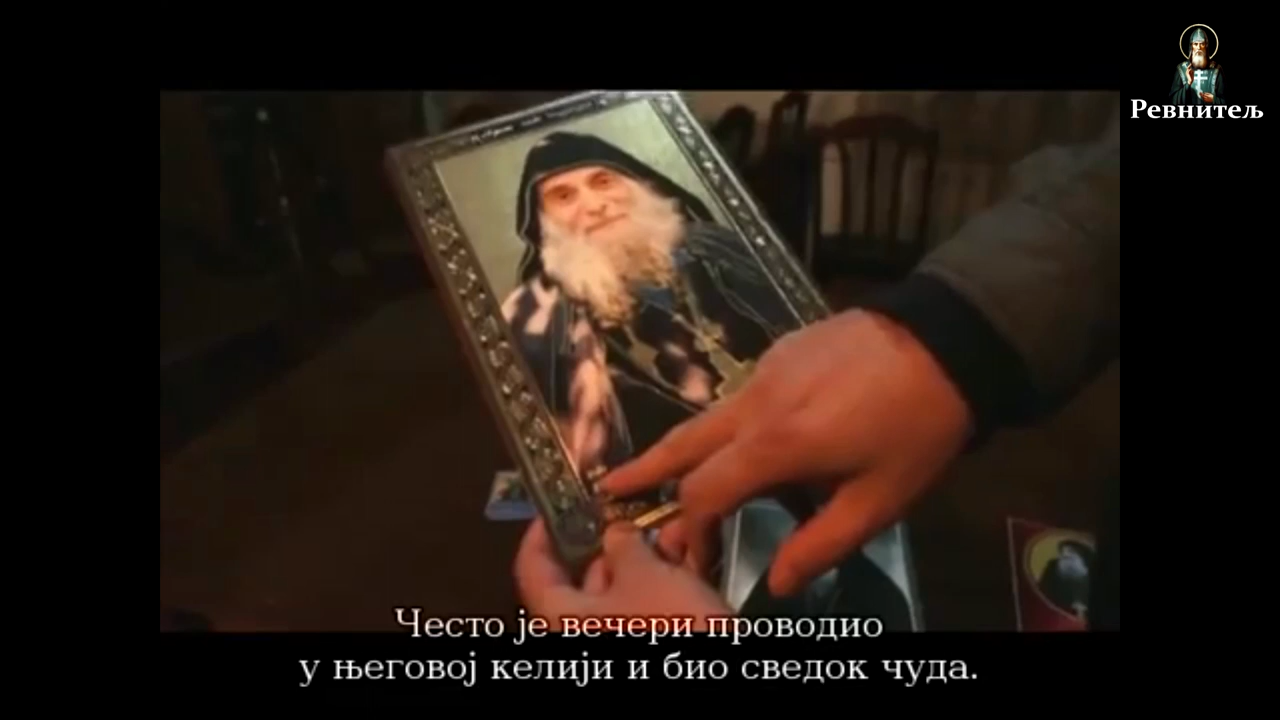 Ревнитељ
Често је вечери проводио
у његовој келији и био сведок чуда.